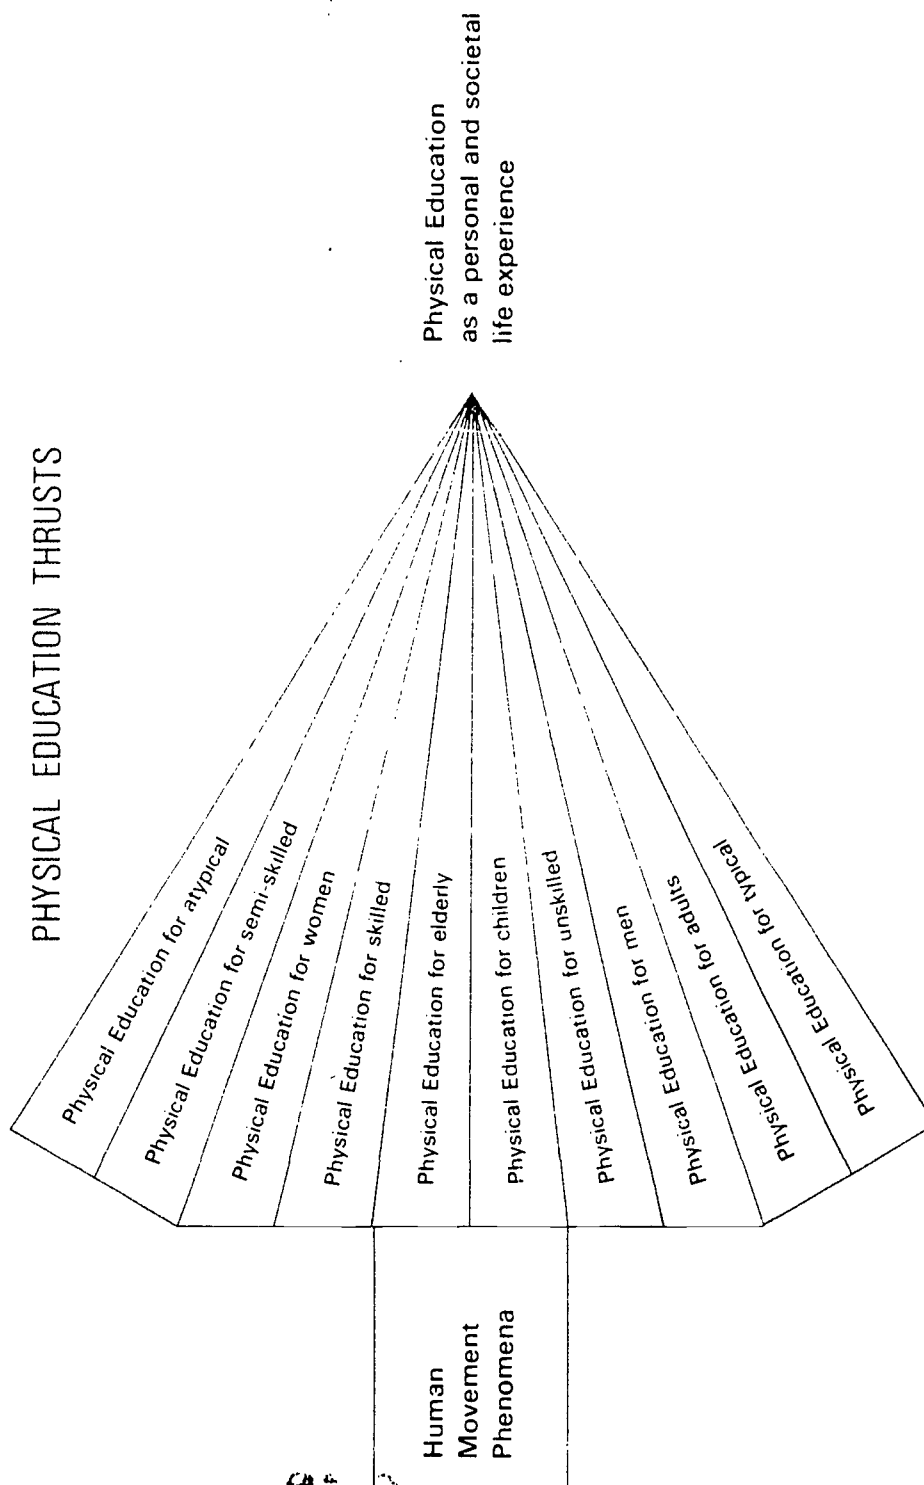 PHYSICAL EDUCATION THRUSTS
Physical Education for atypical
Physical Education for semi-skilled
Physical Education for women
Physical Education for skilled
Physical Education for elderly
Physical Education for children
Physical Education for unskilled
Physical Education for men
Physical Education for adults
Physical Education for typical
Human
Movement
Phenomena
Physical Education
as a personal and societal
life experience